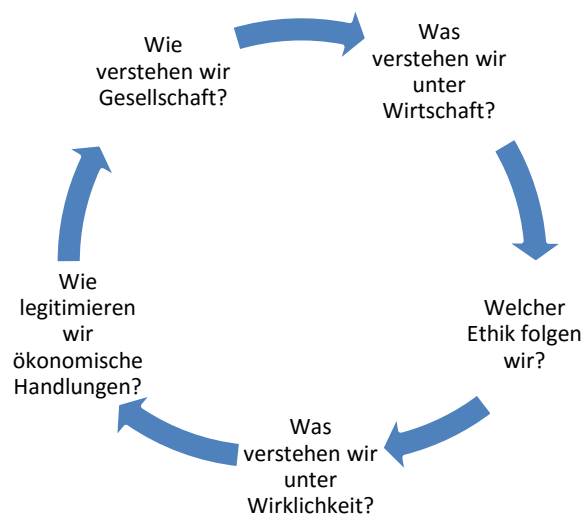 Wie
verstehen wir
Gesellschaft?
Was
verstehen wir
unter
Wirtschaft?
Welcher
Ethik folgen
wir?
Was
verstehen wir
unter
Wirklichkeit?
Wie
legitimieren
wir
ökonomische
Handlungen?